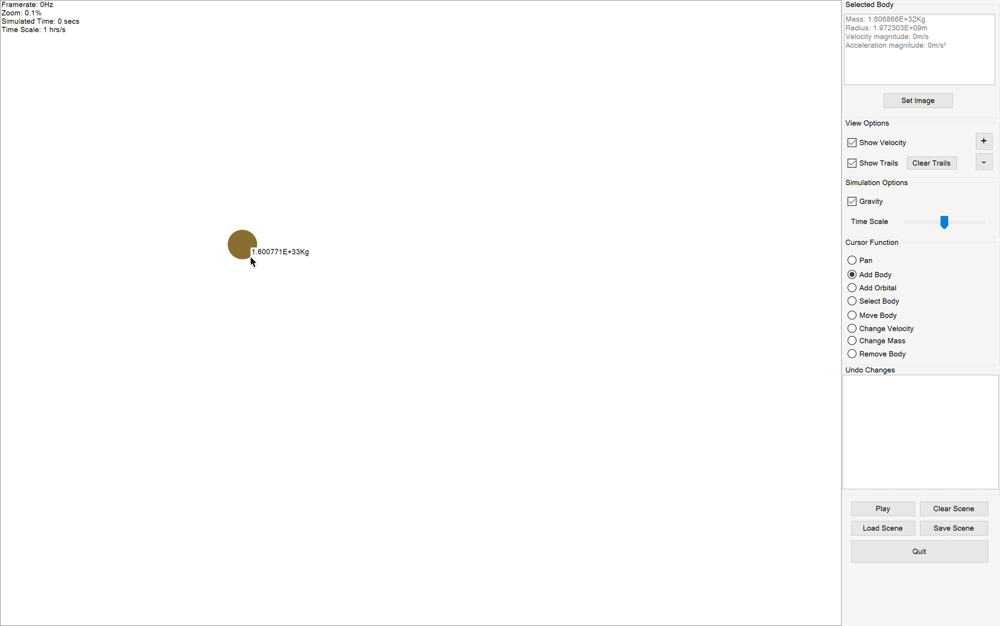 Framerate: 0Hz
Zoom: 0.1%
Simulated Time: 0 secs
Time Scale: 1 hrs/s
1.600771E+33Kg
Selected Body
Mass: 1.606866E+32Kg
Radius: 1.972303E+09m
Velocity magnitude: 0m/s
Acceleration magnitude: 0m/s²
Set Image
View Options
Show Velocity
+
Show Trails
Clear Trails
-
Simulation Options
Gravity
Time Scale
Cursor Function
Pan
Add Body
Add Orbital
Select Body
Move Body
Change Velocity
Change Mass
Remove Body
Undo Changes
Play
Clear Scene
Load Scene
Save Scene
Quit